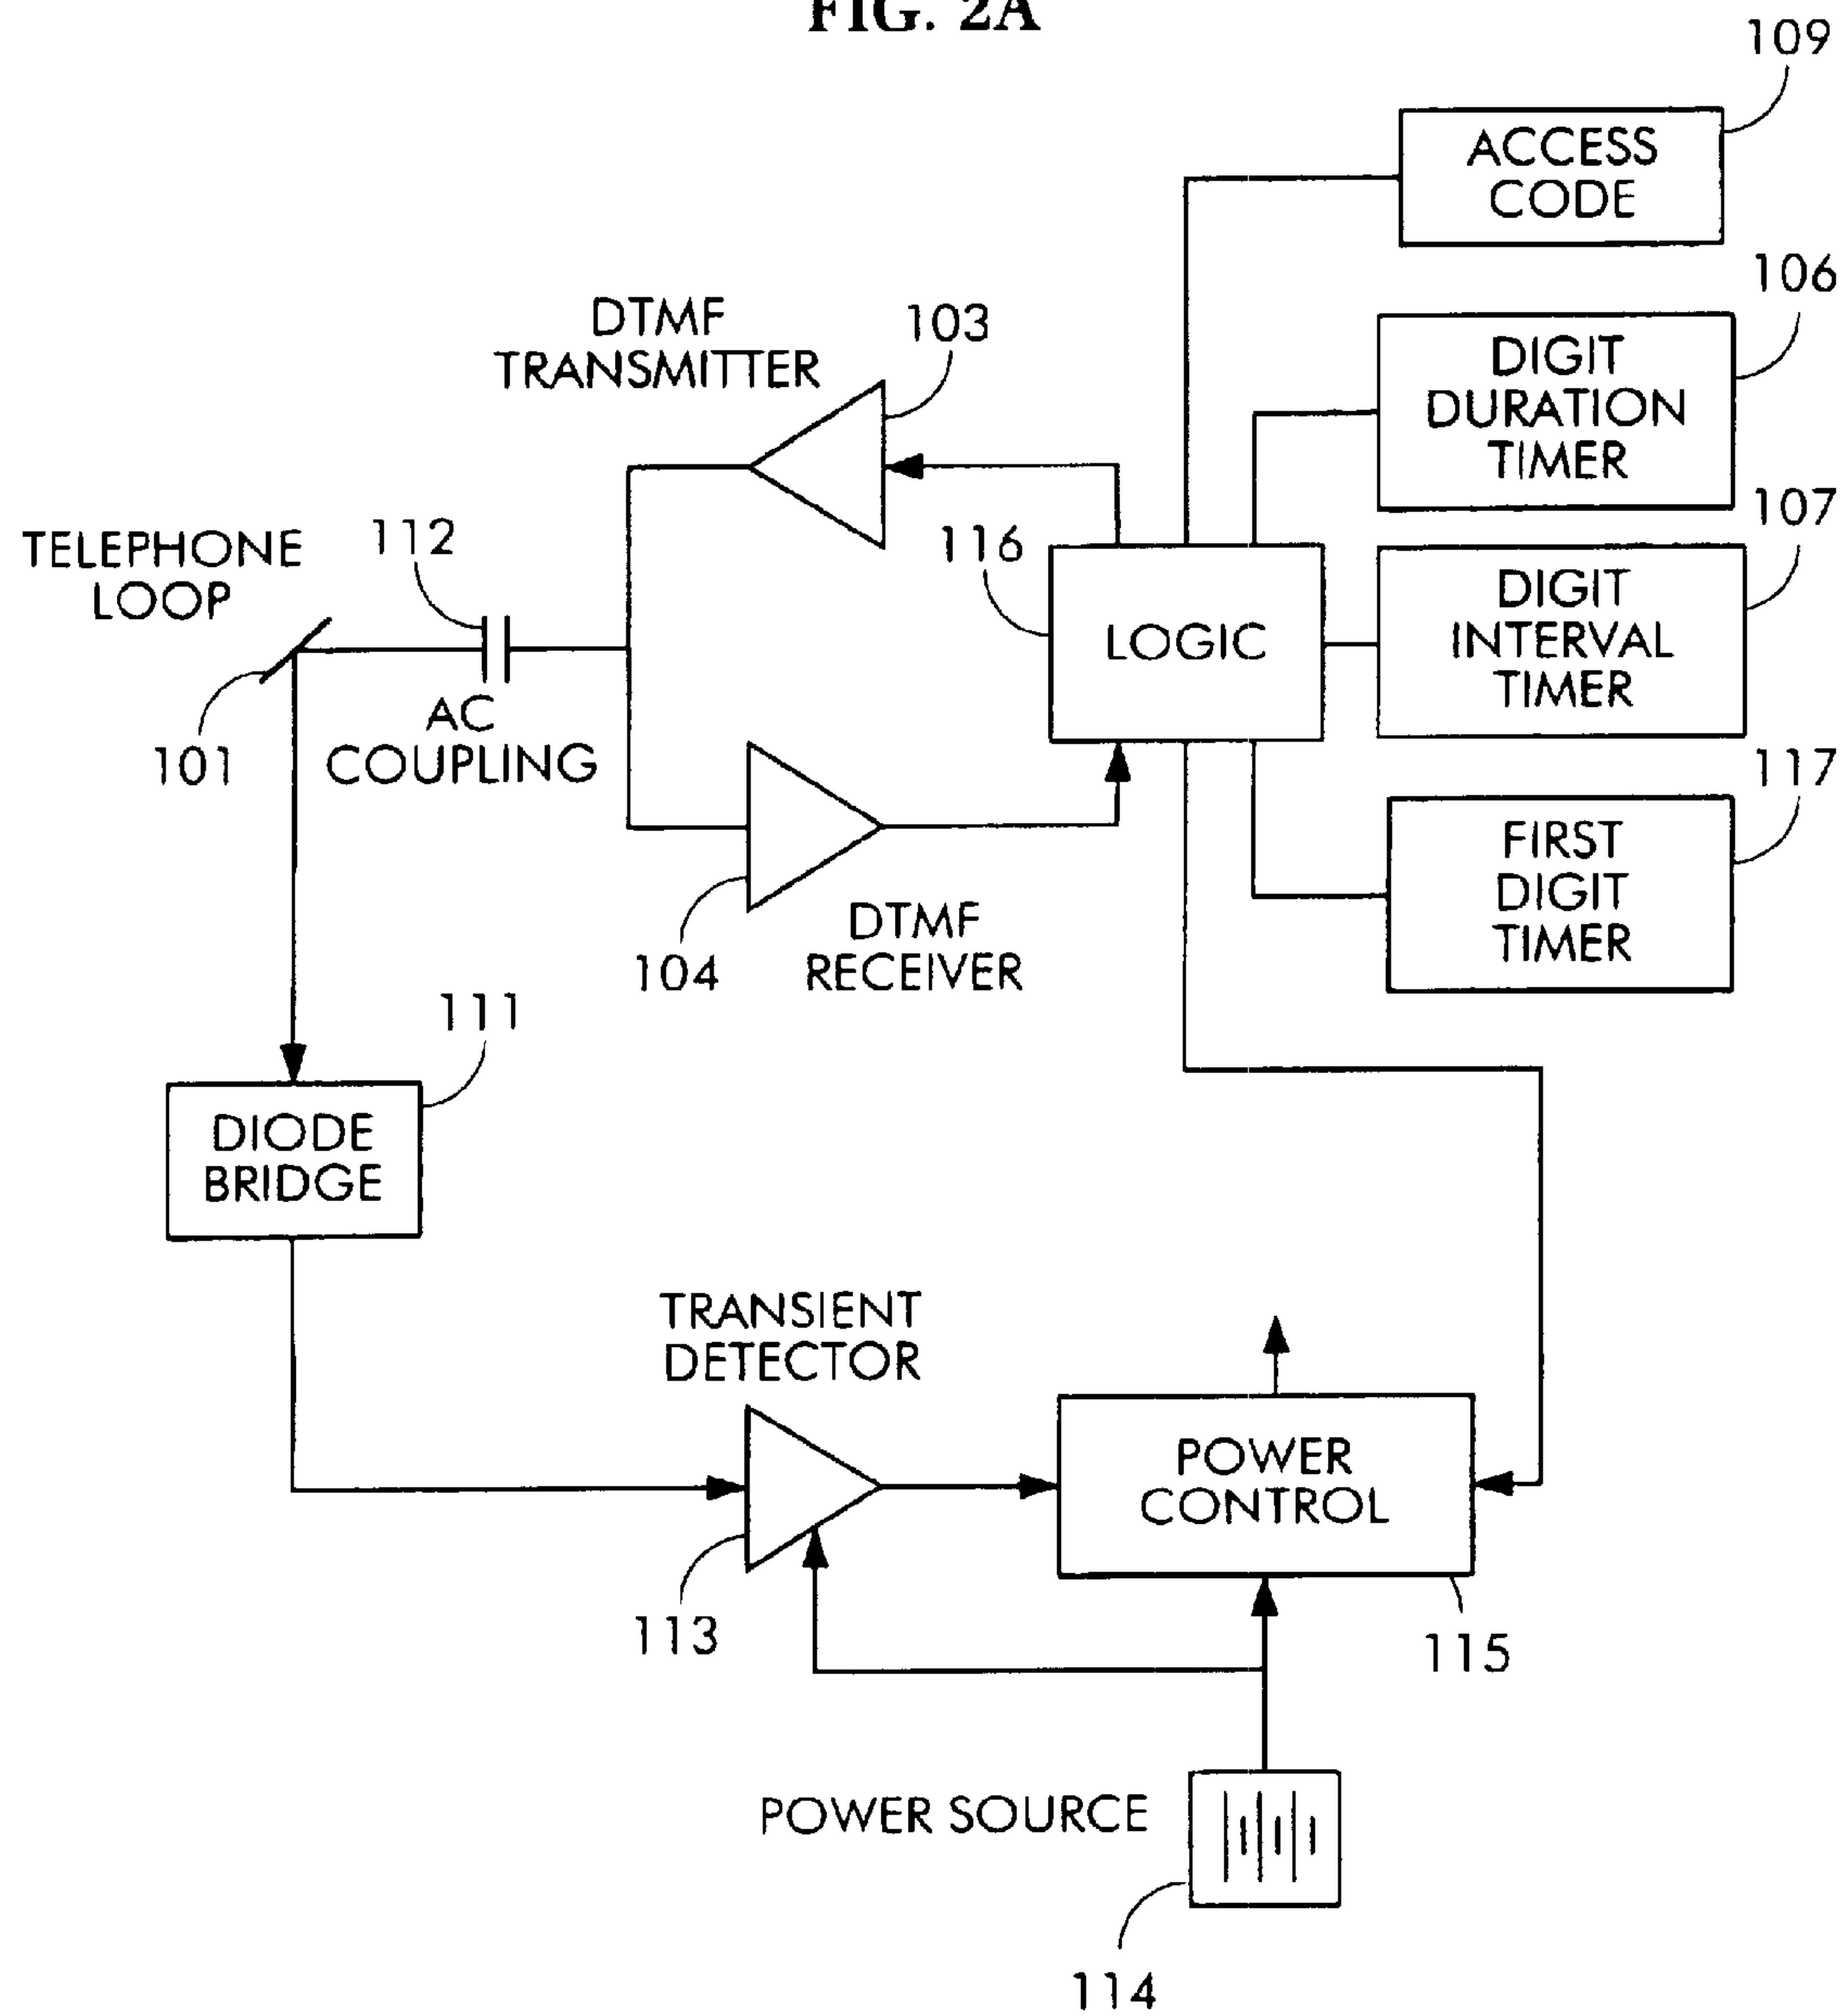 FIG. 2A
109
ACCESS
CODE
106
DIGIT
DURATION
TIMER
DTMF
TRANSMITTER
103
107
DIGIT
INTERVAL
TIMER
TELEPHONE
LOOP
112
116
LOGIC
101
AC
COUPLING
117
FIRST
DIGIT
TIMER
104
DTMF
RECEIVER
111
DIODE
BRIDGE
TRANSIENT
DETECTOR
POWER
CONTROL
113
115
POWER SOURCE
114